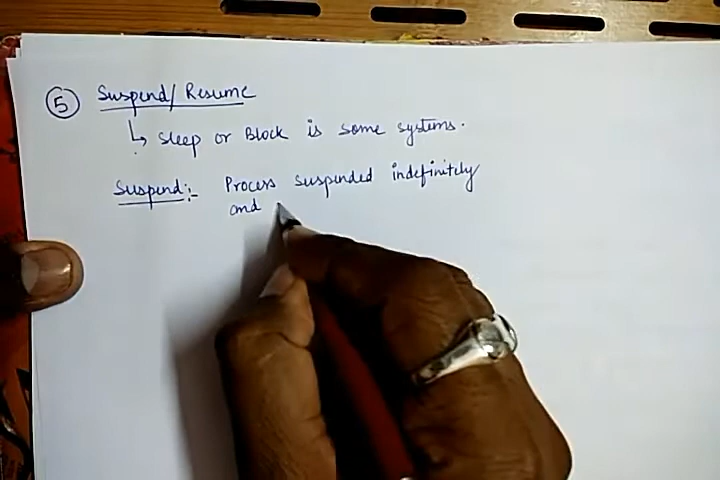 5 Suspend/Resume
↳ Sleep or Block is some systems.
Suspend:- Process suspended indefinitely
and